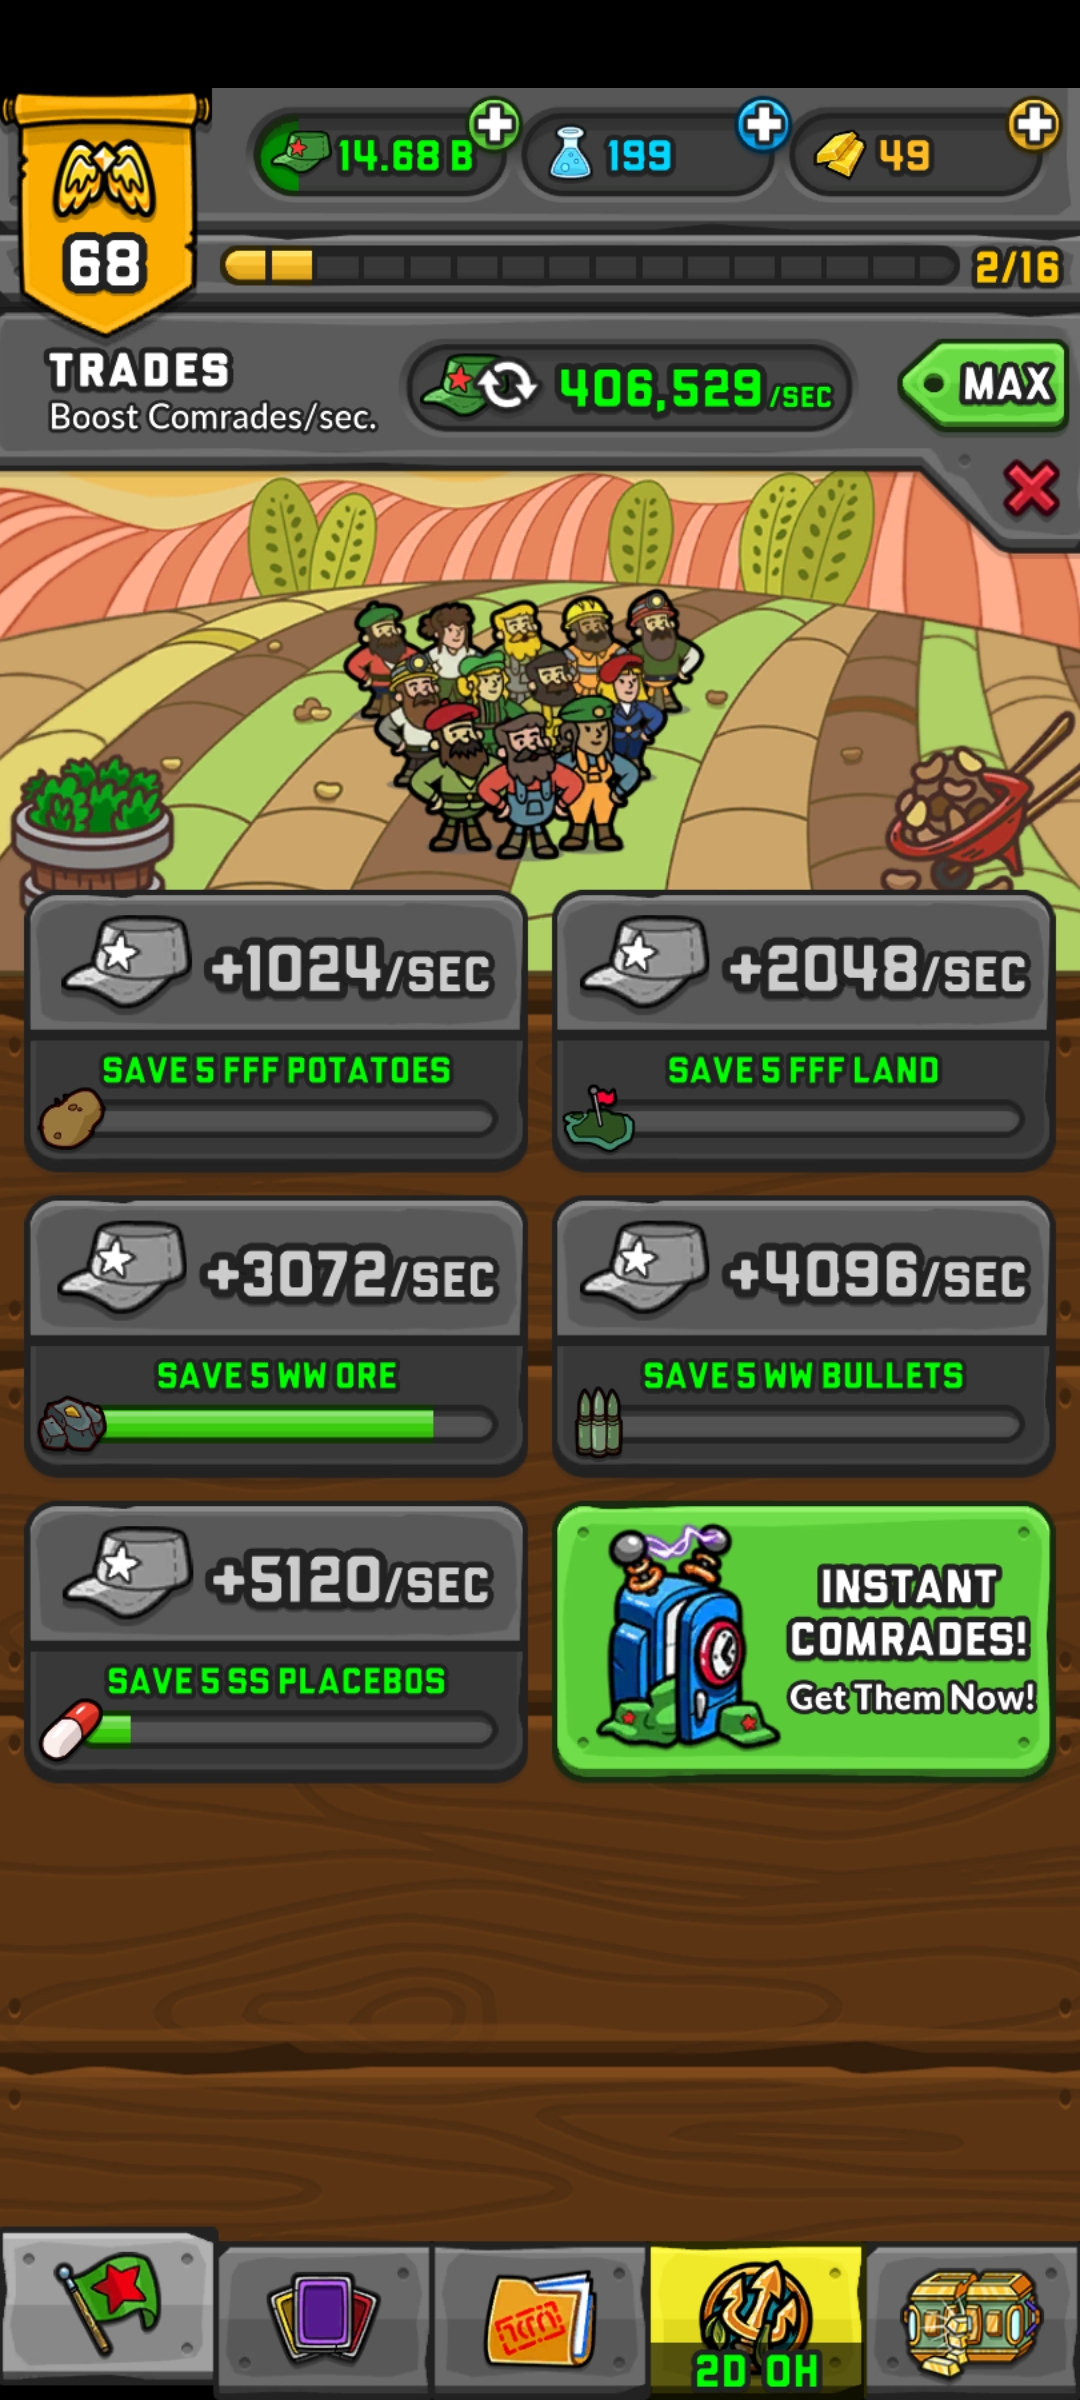 14.68 B
199
49
68
2/16
TRADES
Boost Comrades/sec.
406,529/SEC
MAX
+1024/SEC
+2048/SEC
SAVE 5 FFF POTATOES
SAVE 5 FFF LAND
+3072/SEC
+4096/SEC
SAVE 5 WW ORE
SAVE 5 WW BULLETS
+5120/SEC
INSTANT
COMRADES!
Get Them Now!
SAVE 5 SS PLACEBOS
2D 0H